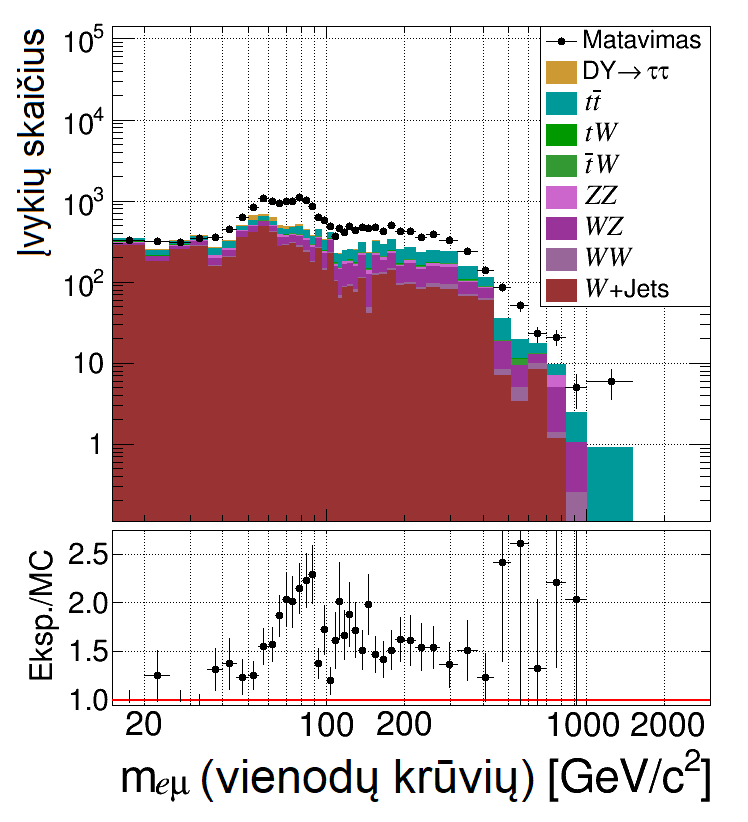 Įvykių skaičius
10⁵
10⁴
10³
10²
10
1
Matavimas
DY→ ττ
tt̄
tW
t̄W
ZZ
WZ
WW
W+Jets
Eksp./MC
2.5
2.0
1.5
1.0
20 100 200 1000 2000
m_eμ (vienodų krūvių) [GeV/c²]